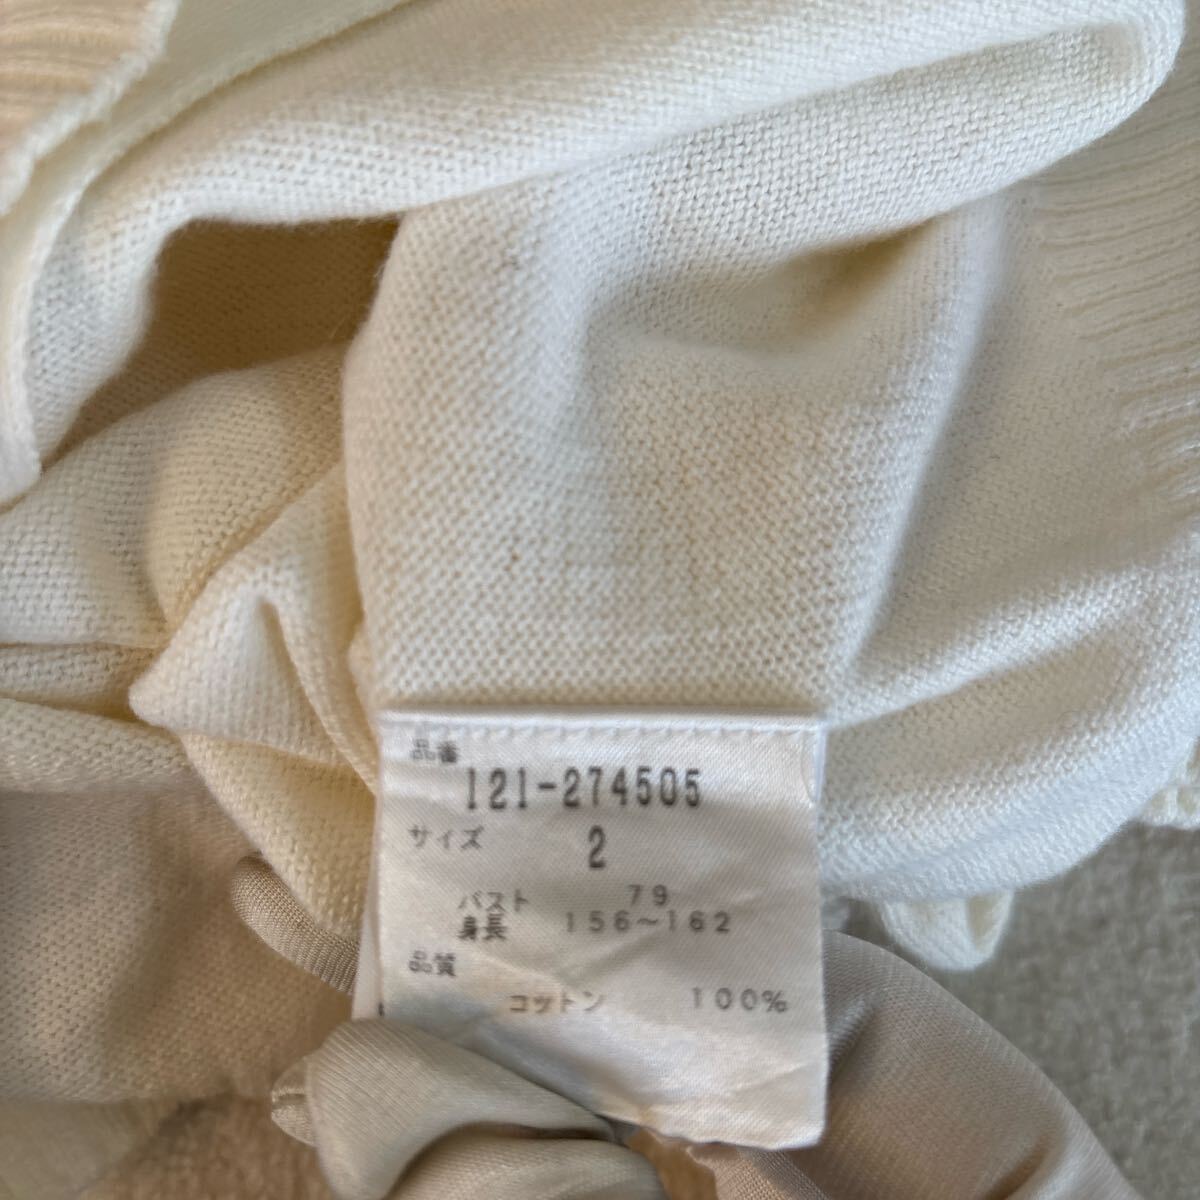 品番
121-274505
サイズ 2
バスト 79
身長 156~162
品質
コットン 100%